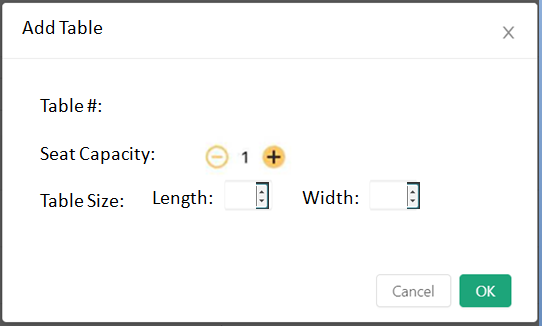 Add Table
Table #:
Seat Capacity: 1
Table Size: Length: Width:
Cancel OK